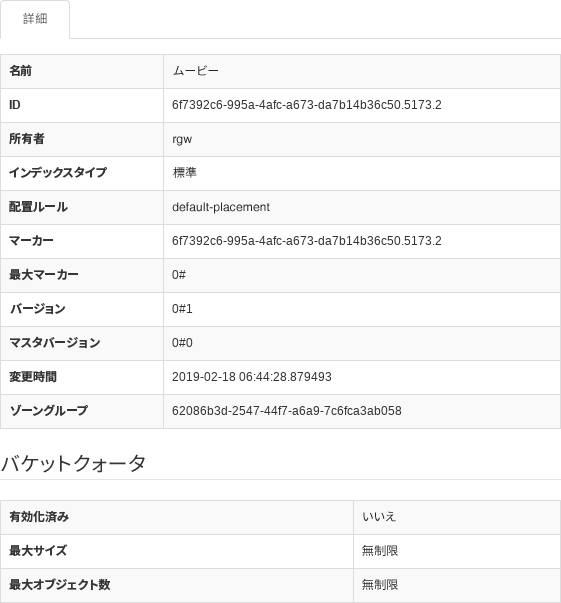 詳細
名前 ムービー
ID 6f7392c6-995a-4afc-a673-da7b14b36c50.5173.2
所有者 rgw
インデックスタイプ 標準
配置ルール default-placement
マーカー 6f7392c6-995a-4afc-a673-da7b14b36c50.5173.2
最大マーカー 0#
バージョン 0#1
マスタバージョン 0#0
変更時間 2019-02-18 06:44:28.879493
ゾーングループ 62086b3d-2547-44f7-a6a9-7c6fca3ab058
バケットクォータ
有効化済み いいえ
最大サイズ 無制限
最大オブジェクト数 無制限